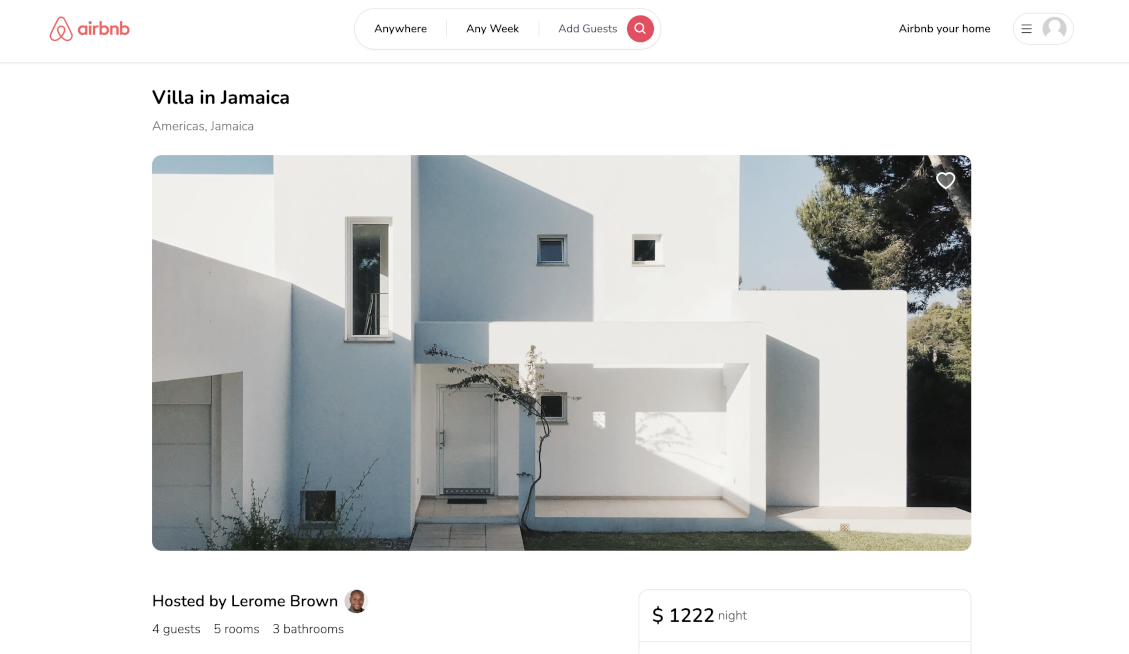 airbnb
Anywhere Any Week Add Guests
Airbnb your home
Villa in Jamaica
Americas, Jamaica
Hosted by Lerome Brown
4 guests 5 rooms 3 bathrooms
$ 1222 night